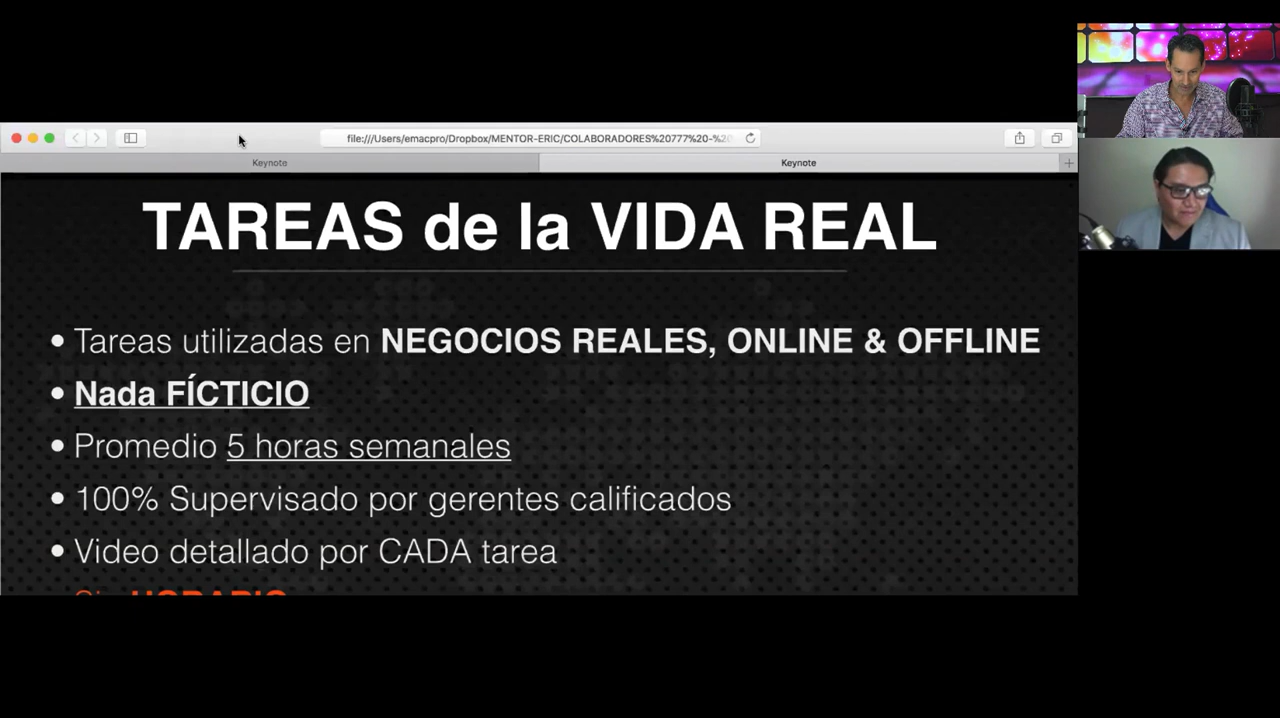 file:///Users/emacpro/Dropbox/MENTOR-ERIC/COLABORADORES%20777%20-%20
Keynote
Keynote
TAREAS de la VIDA REAL
• Tareas utilizadas en NEGOCIOS REALES, ONLINE & OFFLINE
• Nada FÍCTICIO
• Promedio 5 horas semanales
• 100% Supervisado por gerentes calificados
• Video detallado por CADA tarea
Sin HORARIO